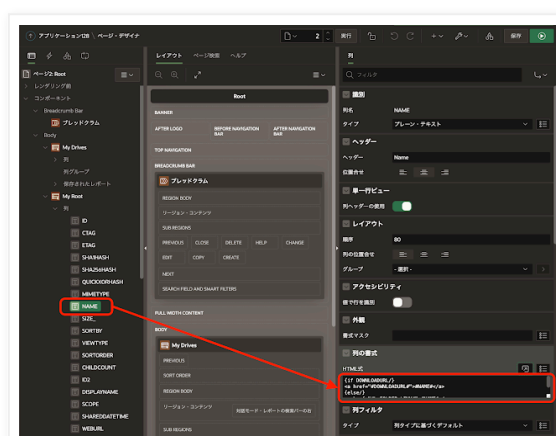 アプリケーション128 \ ページ・デザイナ
2
実行
保存
ページ2: Root
レンダリング前
コンポーネント
Breadcrumb Bar
ブレッドクラム
Body
My Drives
列
列グループ
保存されたレポート
My Root
列
ID
CTAG
ETAG
SHA1HASH
SHA256HASH
QUICKXORHASH
MIMETYPE
NAME
SIZE_
SORTBY
VIEWTYPE
SORTORDER
CHILDCOUNT
ID2
DISPLAYNAME
SCOPE
SHAREDDATETIME
WEBURL
レイアウト ページ検索 ヘルプ
Root
BANNER
AFTER LOGO BEFORE NAVIGATION BAR AFTER NAVIGATION BAR
TOP NAVIGATION
BREADCRUMB BAR
ブレッドクラム
REGION BODY
リージョン・コンテンツ
SUB REGIONS
PREVIOUS CLOSE DELETE HELP CHANGE
EDIT COPY CREATE
NEXT
SEARCH FIELD AND SMART FILTERS
FULL WIDTH CONTENT
BODY
My Drives
PREVIOUS
SORT ORDER
REGION BODY
リージョン・コンテンツ
SUB REGIONS
列
フィルタ
識別
列名 NAME
タイプ プレーン・テキスト
ヘッダー
ヘッダー Name
位置合せ
単一行ビュー
列ヘッダーの使用
レイアウト
順序 80
列の位置合せ
グループ - 選択 -
アクセシビリティ
値で行を識別
外観
書式マスク
列の書式
HTML式
{if DOWNLOADURL/}
<a href="#DOWNLOADURL#">#NAME#</a>
{else/}
列フィルタ
タイプ 列タイプに基づくデフォルト